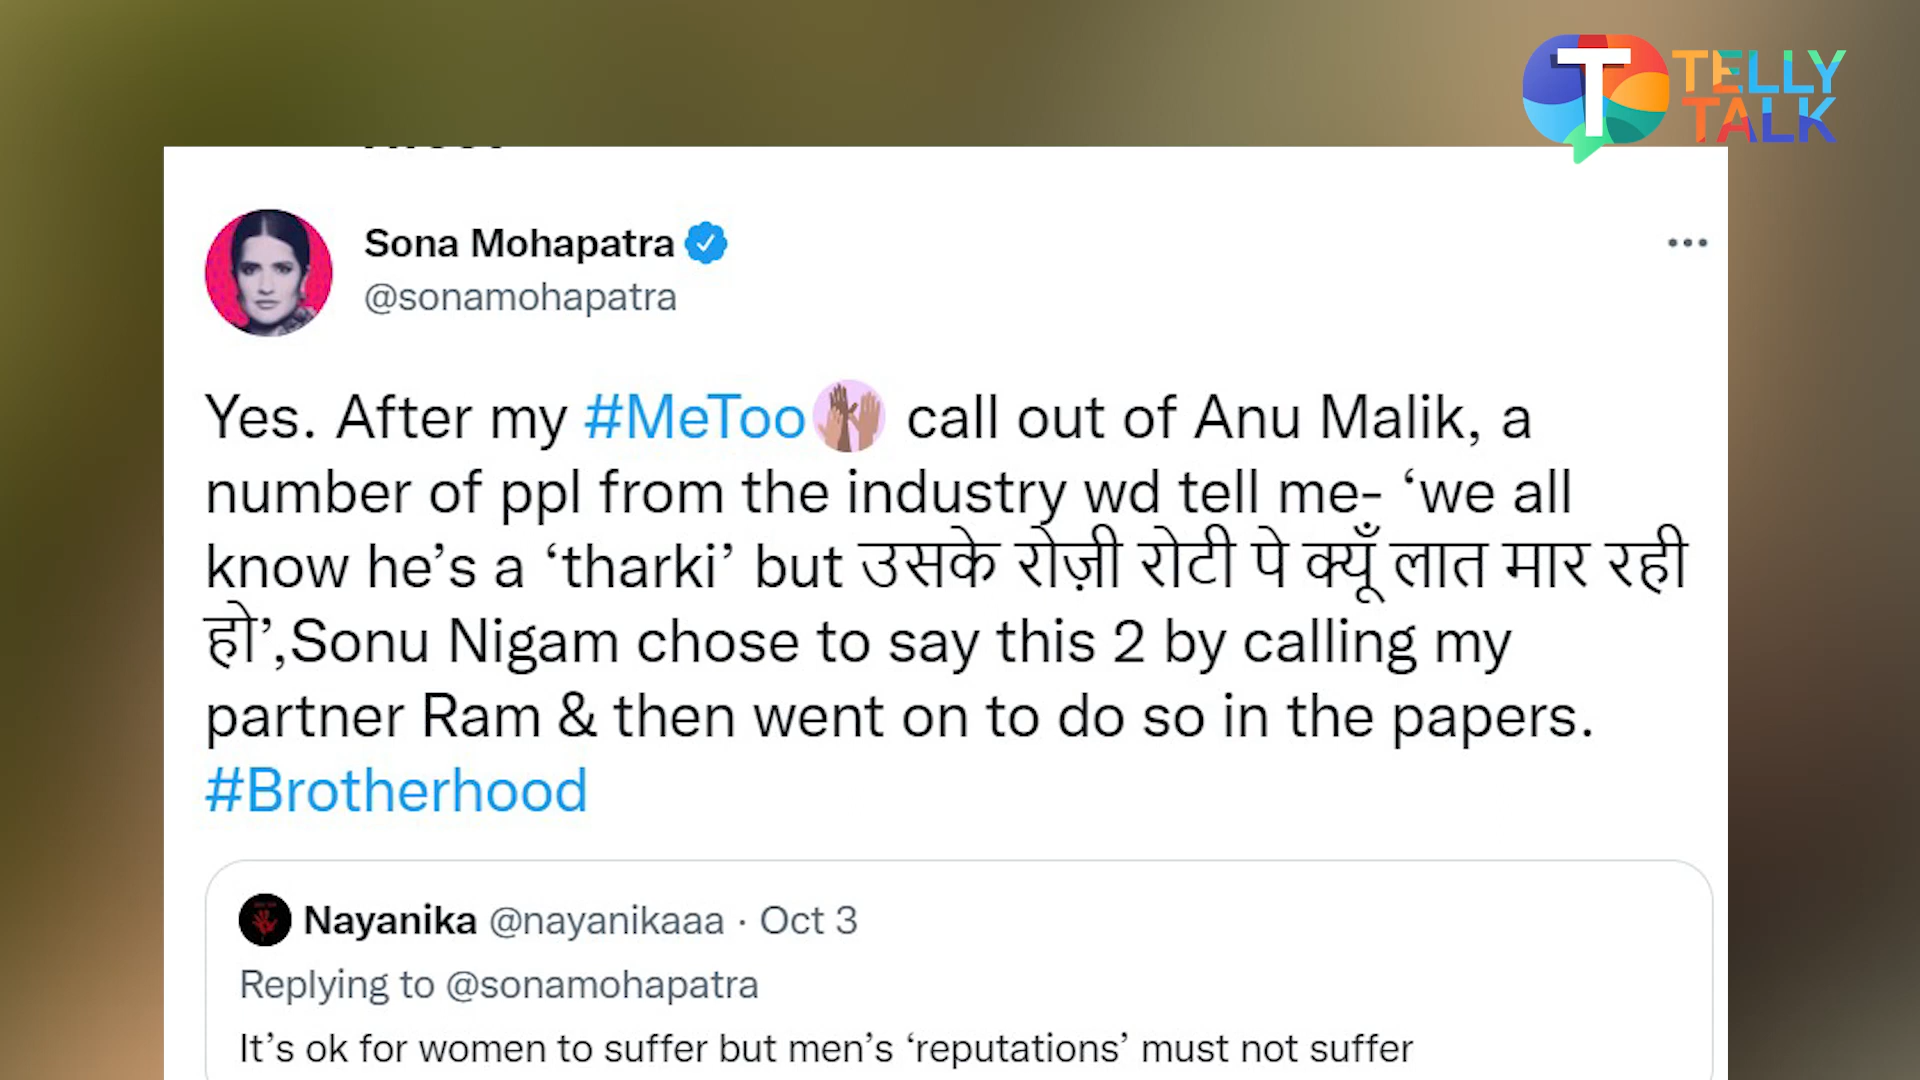 TELLY
TALK
Sona Mohapatra
@sonamohapatra
Yes. After my #MeToo call out of Anu Malik, a
number of ppl from the industry wd tell me- ‘we all
know he’s a ‘tharki’ but उसके रोज़ी रोटी पे क्यूँ लात मार रही
हो’,Sonu Nigam chose to say this 2 by calling my
partner Ram & then went on to do so in the papers.
#Brotherhood
Nayanika @nayanikaaa · Oct 3
Replying to @sonamohapatra
It’s ok for women to suffer but men’s ‘reputations’ must not suffer